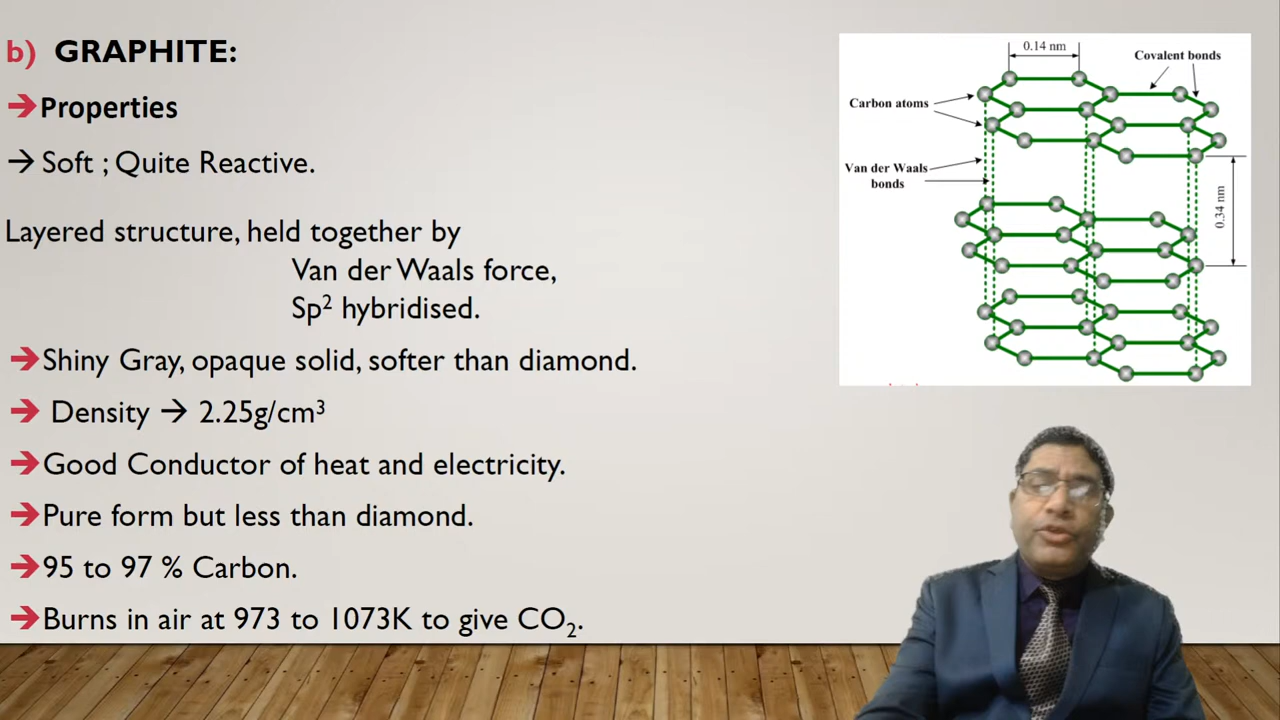 b) GRAPHITE:
➔Properties
→ Soft ; Quite Reactive.
Layered structure, held together by
Van der Waals force,
Sp² hybridised.
➔Shiny Gray, opaque solid, softer than diamond.
➔ Density → 2.25g/cm³
➔Good Conductor of heat and electricity.
➔Pure form but less than diamond.
➔95 to 97 % Carbon.
➔Burns in air at 973 to 1073K to give CO₂.
0.14 nm
Covalent bonds
Carbon atoms
Van der Waals
bonds
0.34 nm